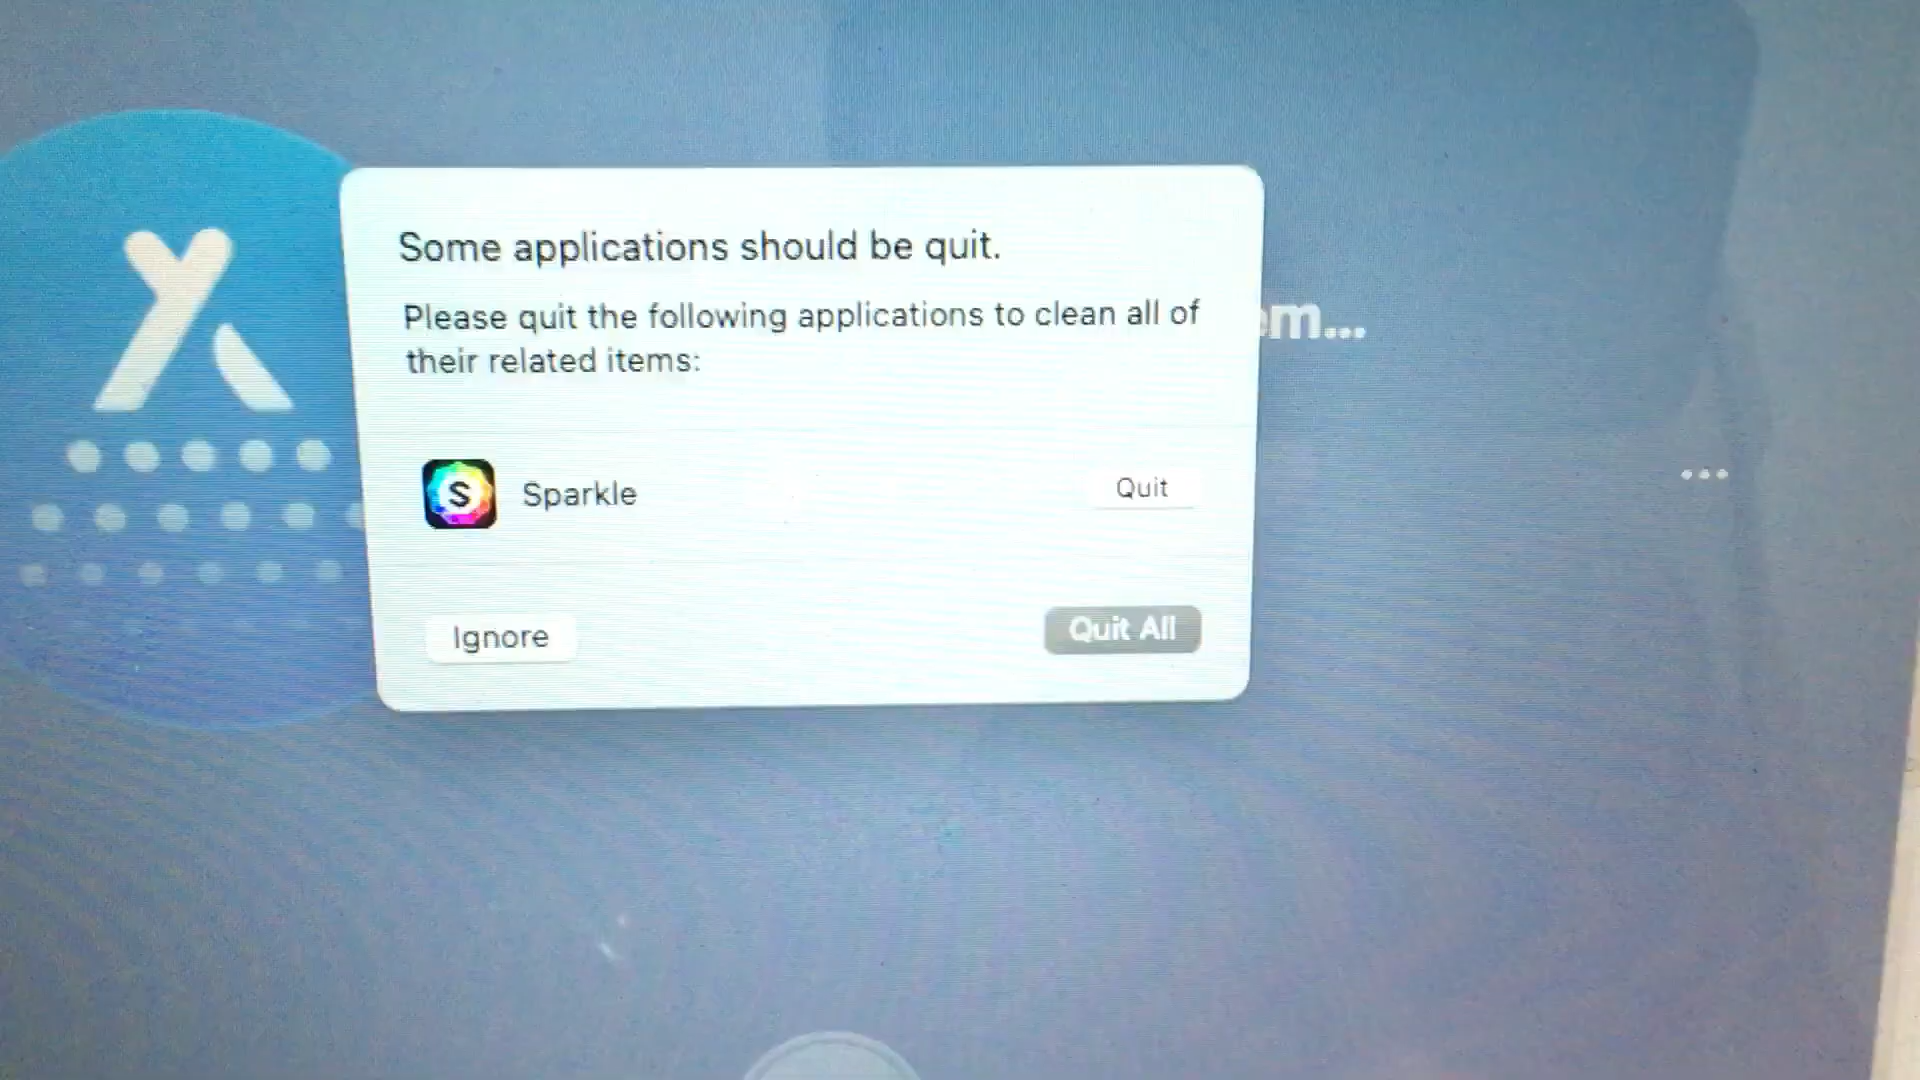 Some applications should be quit.
Please quit the following applications to clean all of
their related items:
em...
S
Sparkle
Quit
Ignore
Quit All